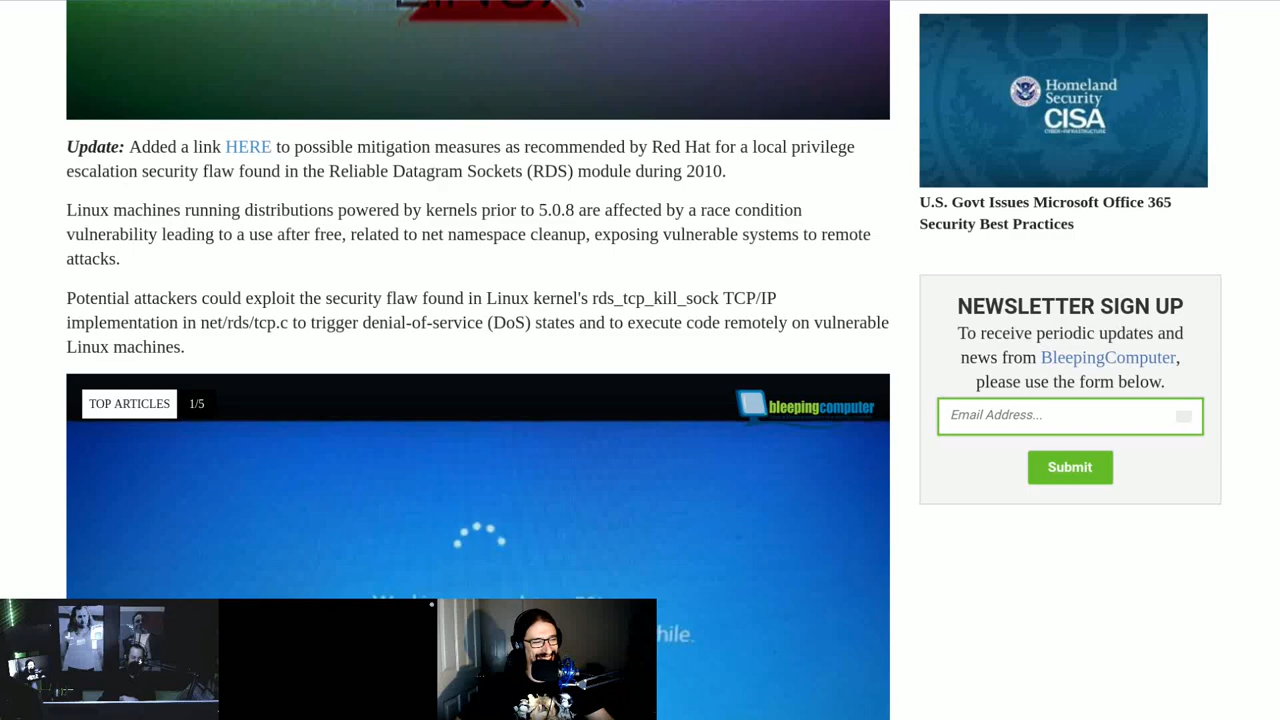 LINUX
Update: Added a link HERE to possible mitigation measures as recommended by Red Hat for a local privilege
escalation security flaw found in the Reliable Datagram Sockets (RDS) module during 2010.
Linux machines running distributions powered by kernels prior to 5.0.8 are affected by a race condition
vulnerability leading to a use after free, related to net namespace cleanup, exposing vulnerable systems to remote
attacks.
Potential attackers could exploit the security flaw found in Linux kernel's rds_tcp_kill_sock TCP/IP
implementation in net/rds/tcp.c to trigger denial-of-service (DoS) states and to execute code remotely on vulnerable
Linux machines.
TOP ARTICLES 1/5
bleepingcomputer
hile.
Homeland
Security
CISA
U.S. Govt Issues Microsoft Office 365
Security Best Practices
NEWSLETTER SIGN UP
To receive periodic updates and
news from BleepingComputer,
please use the form below.
Email Address...
Submit